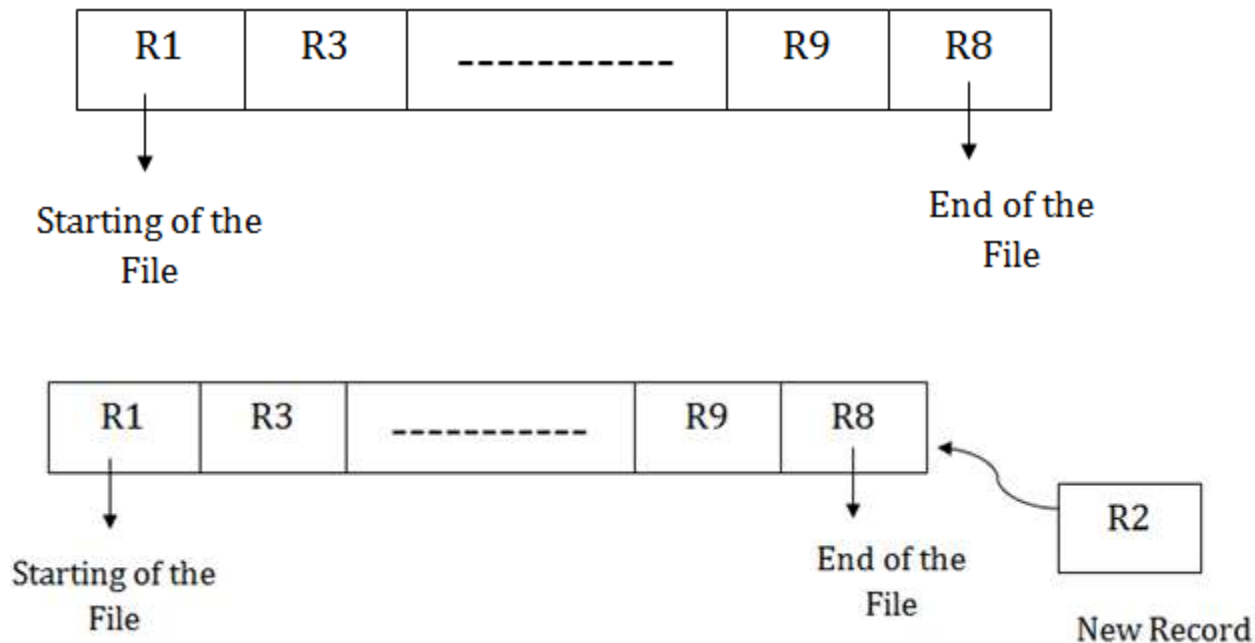 R1 R3 ----------- R9 R8
Starting of the
File
End of the
File
R1 R3 ----------- R9 R8
R2
Starting of the
File
End of the
File
New Record